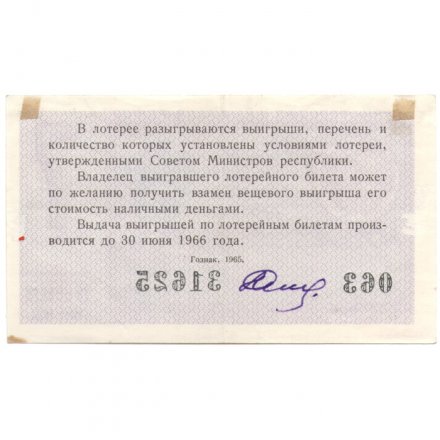 В лотерее разыгрываются выигрыши, перечень и
количество которых установлены условиями лотереи,
утвержденными Советом Министров республики.
Владелец выигравшего лотерейного билета может
по желанию получить взамен вещевого выигрыша его
стоимость наличными деньгами.
Выдача выигрышей по лотерейным билетам произ-
водится до 30 июня 1966 года.
Гознак. 1965.